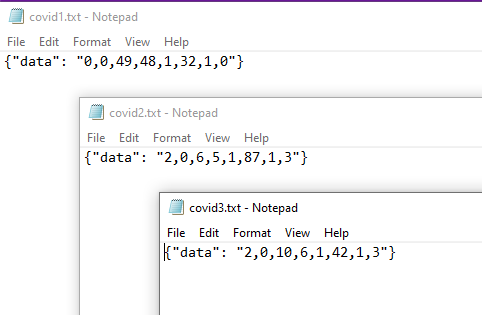 covid1.txt - Notepad
File Edit Format View Help
{"data": "0,0,49,48,1,32,1,0"}
covid2.txt - Notepad
File Edit Format View Help
{"data": "2,0,6,5,1,87,1,3"}
covid3.txt - Notepad
File Edit Format View Help
{"data": "2,0,10,6,1,42,1,3"}